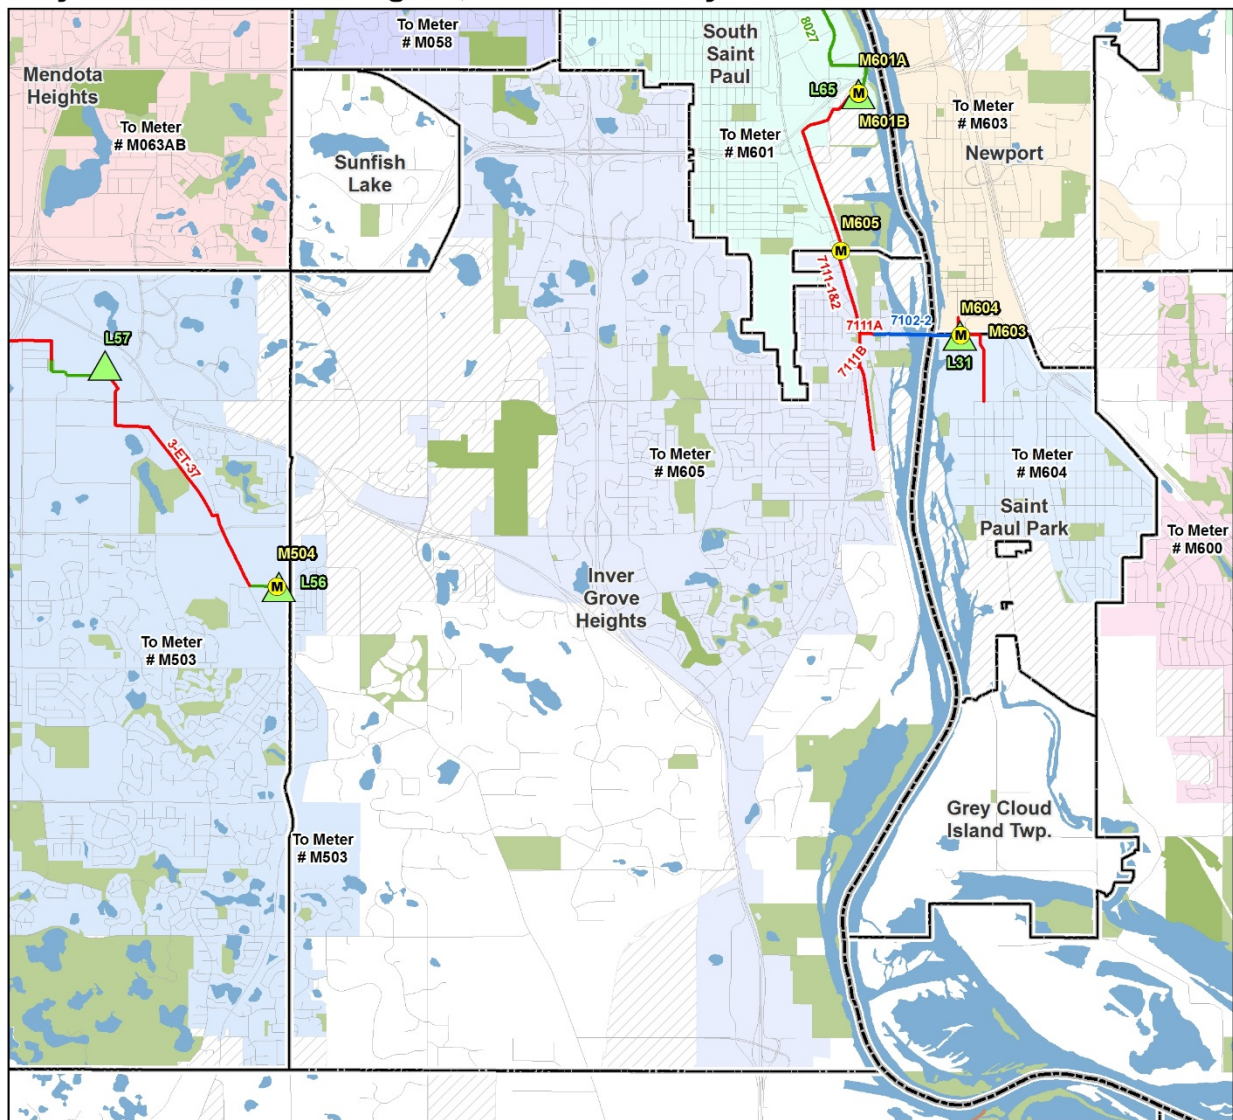 To Meter
# M058
South
Saint
Paul
8027
M601A
Mendota
Heights
L65
M601B
To Meter
# M603
To Meter
# M063AB
To Meter
# M601
Newport
Sunfish
Lake
M605
7111-1&2
M604
7111A
7102-2
M603
L57
7111B
L31
3-ET-37
To Meter
# M605
To Meter
# M604
Saint
Paul Park
To Meter
# M600
M504
L56
Inver
Grove
Heights
To Meter
# M503
Grey Cloud
Island Twp.
To Meter
# M503
M
M
M
M